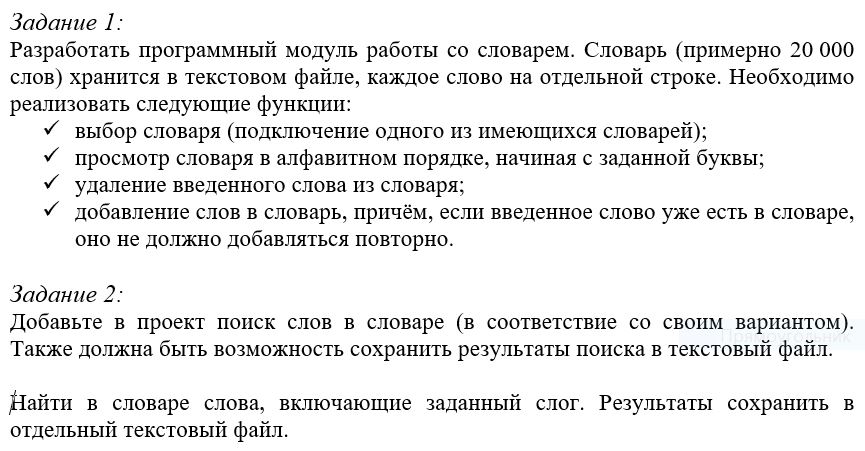 Задание 1:
Разработать программный модуль работы со словарем. Словарь (примерно 20 000
слов) хранится в текстовом файле, каждое слово на отдельной строке. Необходимо
реализовать следующие функции:
✓ выбор словаря (подключение одного из имеющихся словарей);
✓ просмотр словаря в алфавитном порядке, начиная с заданной буквы;
✓ удаление введенного слова из словаря;
✓ добавление слов в словарь, причём, если введенное слово уже есть в словаре,
оно не должно добавляться повторно.
Задание 2:
Добавьте в проект поиск слов в словаре (в соответствие со своим вариантом).
Также должна быть возможность сохранить результаты поиска в текстовый файл.
Прямоугольник
Найти в словаре слова, включающие заданный слог. Результаты сохранить в
отдельный текстовый файл.